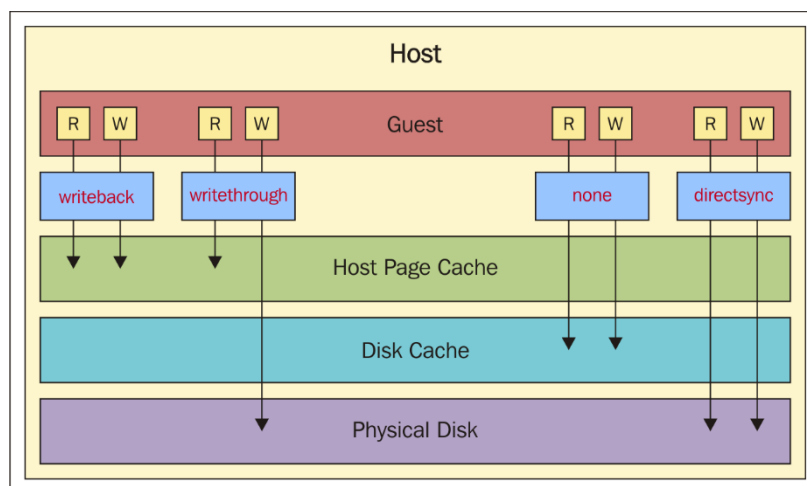 Host
R W R W Guest R W R W
writeback writethrough none directsync
Host Page Cache
Disk Cache
Physical Disk